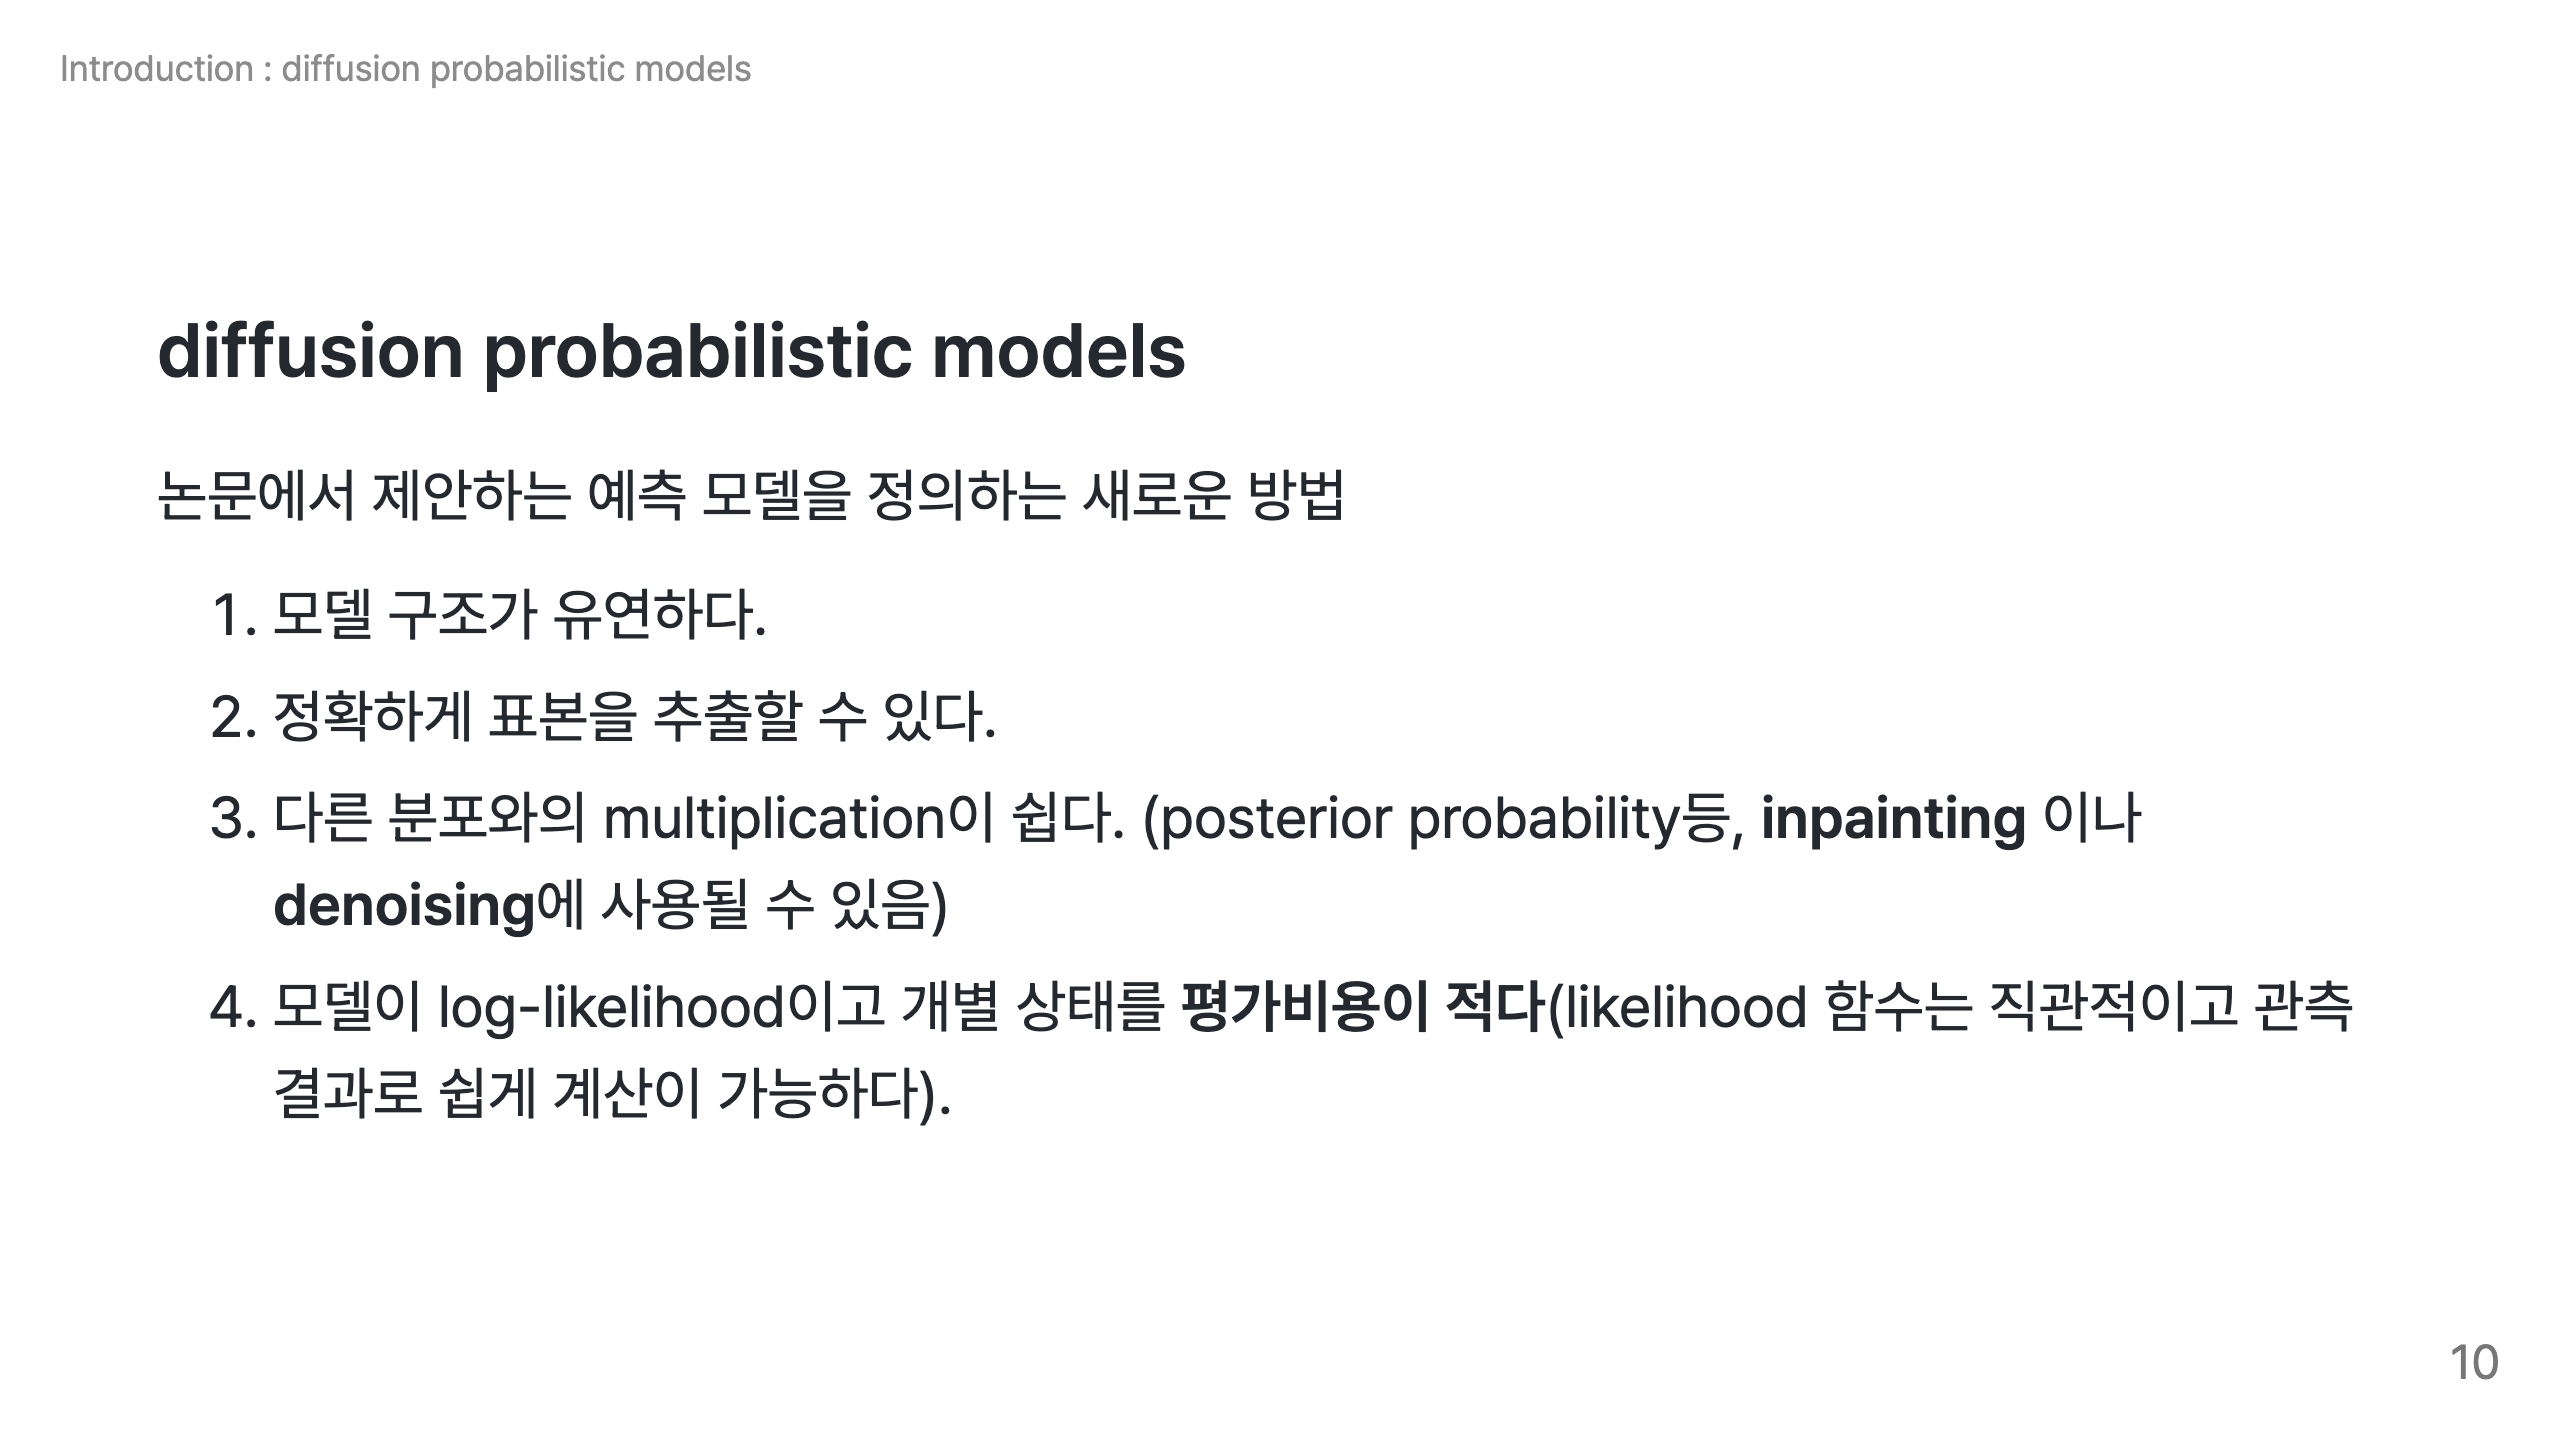 Introduction : diffusion probabilistic models
diffusion probabilistic models
논문에서 제안하는 예측 모델을 정의하는 새로운 방법
1. 모델 구조가 유연하다.
2. 정확하게 표본을 추출할 수 있다.
3. 다른 분포와의 multiplication이 쉽다. (posterior probability등, inpainting 이나
denoising에 사용될 수 있음)
4. 모델이 log-likelihood이고 개별 상태를 평가비용이 적다(likelihood 함수는 직관적이고 관측
결과로 쉽게 계산이 가능하다).
10